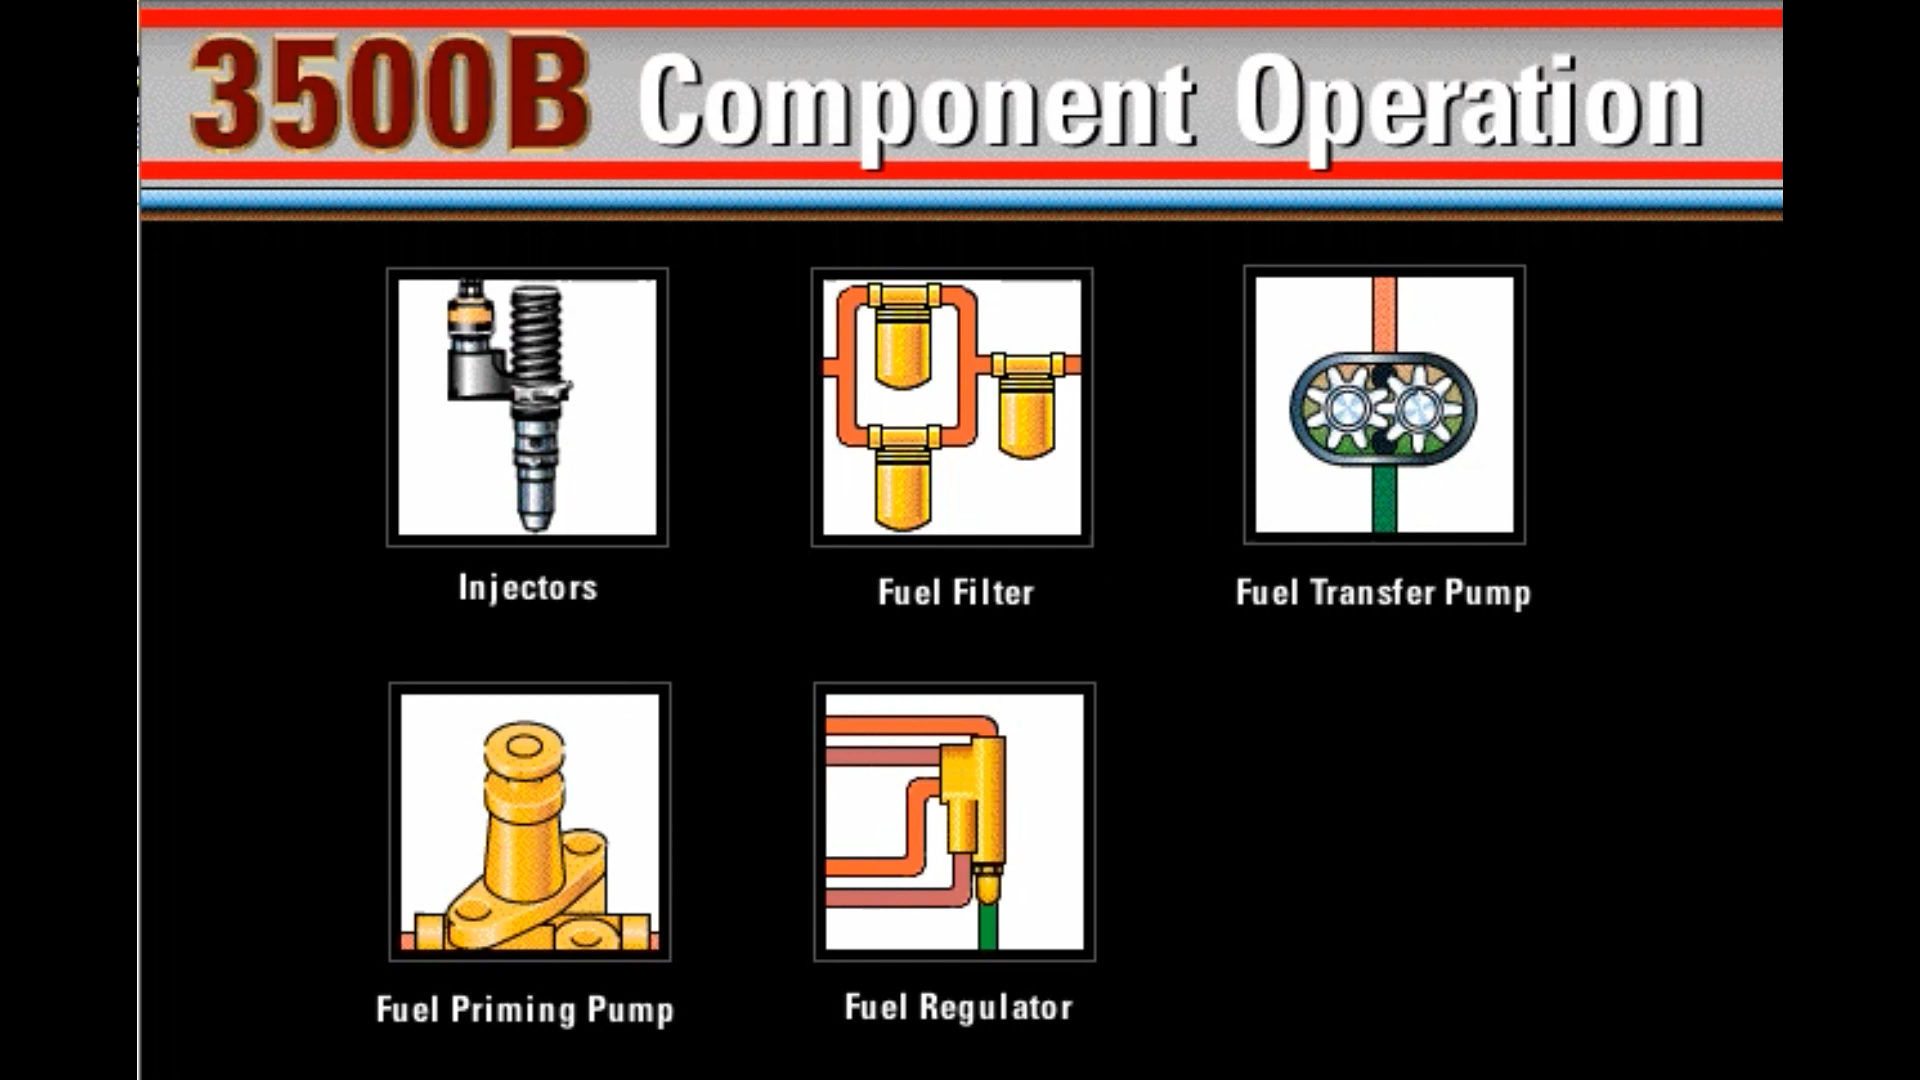 3500B Component Operation
Injectors
Fuel Filter
Fuel Transfer Pump
Fuel Priming Pump
Fuel Regulator